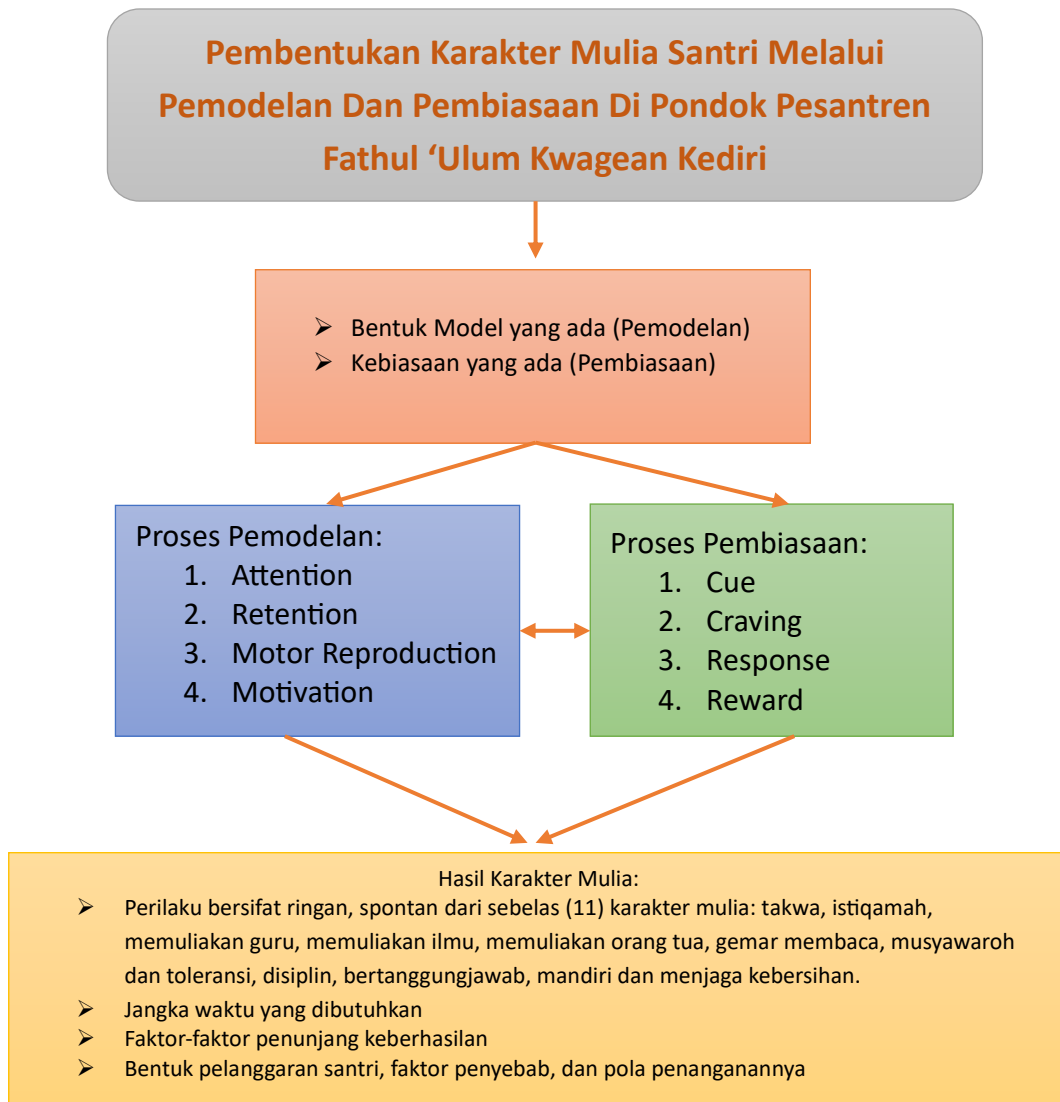 Pembentukan Karakter Mulia Santri Melalui
Pemodelan Dan Pembiasaan Di Pondok Pesantren
Fathul ‘Ulum Kwagean Kediri
➢ Bentuk Model yang ada (Pemodelan)
➢ Kebiasaan yang ada (Pembiasaan)
Proses Pemodelan:
1. Attention
2. Retention
3. Motor Reproduction
4. Motivation
Proses Pembiasaan:
1. Cue
2. Craving
3. Response
4. Reward
Hasil Karakter Mulia:
➢ Perilaku bersifat ringan, spontan dari sebelas (11) karakter mulia: takwa, istiqamah,
memuliakan guru, memuliakan ilmu, memuliakan orang tua, gemar membaca, musyawaroh
dan toleransi, disiplin, bertanggungjawab, mandiri dan menjaga kebersihan.
➢ Jangka waktu yang dibutuhkan
➢ Faktor-faktor penunjang keberhasilan
➢ Bentuk pelanggaran santri, faktor penyebab, dan pola penanganannya